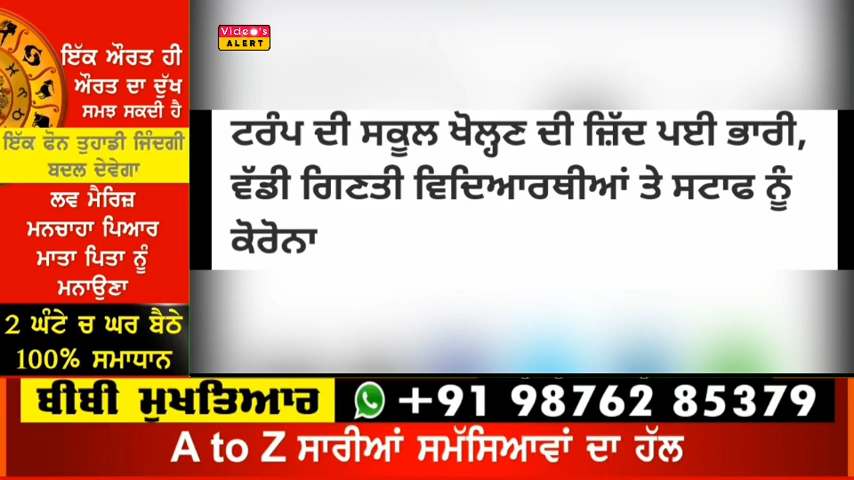 Video's
ALERT
ਇੱਕ ਔਰਤ ਹੀ
ਔਰਤ ਦਾ ਦੁੱਖ
ਸਮਝ ਸਕਦੀ ਹੈ
ਇੱਕ ਫੋਨ ਤੁਹਾਡੀ ਜਿੰਦਗੀ
ਬਦਲ ਦੇਵੇਗਾ
ਲਵ ਮੈਰਿਜ਼
ਮਨਚਾਹਾ ਪਿਆਰ
ਮਾਤਾ ਪਿਤਾ ਨੂੰ
ਮਨਾਉਣਾ
2 ਘੰਟੇ ਚ ਘਰ ਬੈਠੇ
100% ਸਮਾਧਾਨ
ਟਰੰਪ ਦੀ ਸਕੂਲ ਖੋਲ੍ਹਣ ਦੀ ਜ਼ਿੱਦ ਪਈ ਭਾਰੀ,
ਵੱਡੀ ਗਿਣਤੀ ਵਿਦਿਆਰਥੀਆਂ ਤੇ ਸਟਾਫ ਨੂੰ
ਕੋਰੋਨਾ
ਬੀਬੀ ਮੁਖਤਿਆਰ +91 98762 85379
A to Z ਸਾਰੀਆਂ ਸਮੱਸਿਆਵਾਂ ਦਾ ਹੱਲ